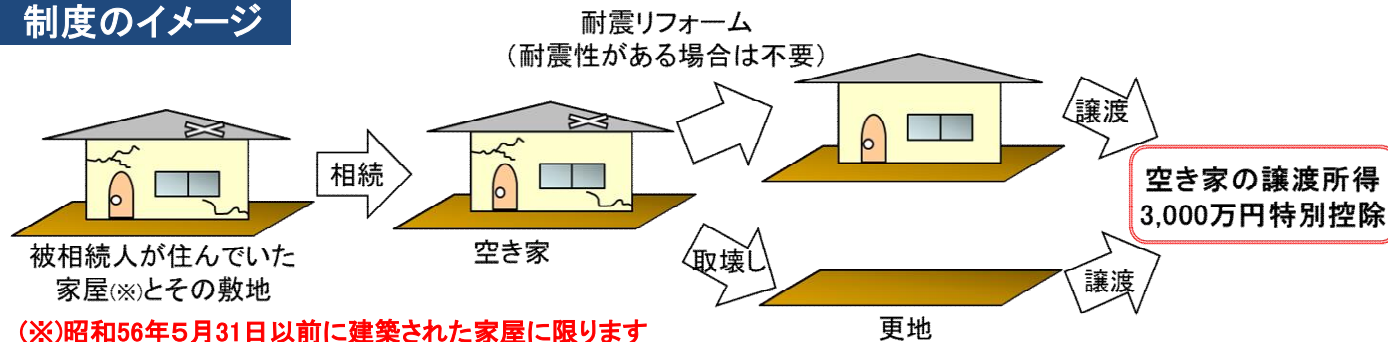 制度のイメージ
耐震リフォーム
（耐震性がある場合は不要）
相続
譲渡
空き家の譲渡所得
3,000万円特別控除
被相続人が住んでいた
家屋(※)とその敷地
空き家
取壊し
譲渡
更地
(※)昭和56年５月31日以前に建築された家屋に限ります